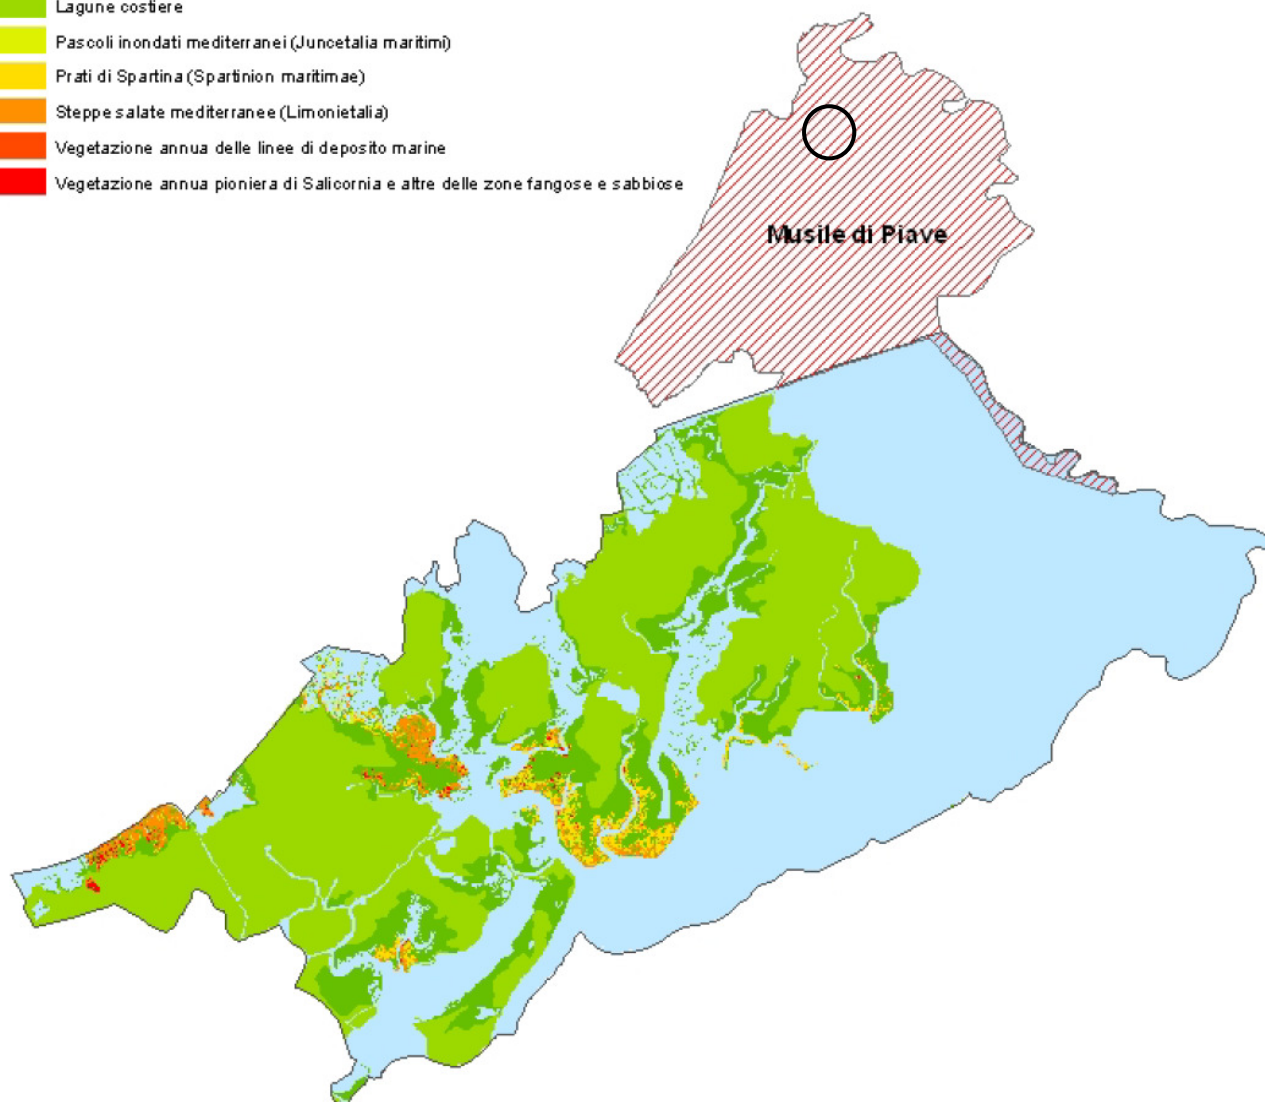 Lagune costiere
Pascoli inondati mediterranei (Juncetalia maritimi)
Prati di Spartina (Spartinion maritimae)
Steppe salate mediterranee (Limonietalia)
Vegetazione annua delle linee di deposito marine
Vegetazione annua pioniera di Salicornia e altre delle zone fangose e sabbiose
Musile di Piave